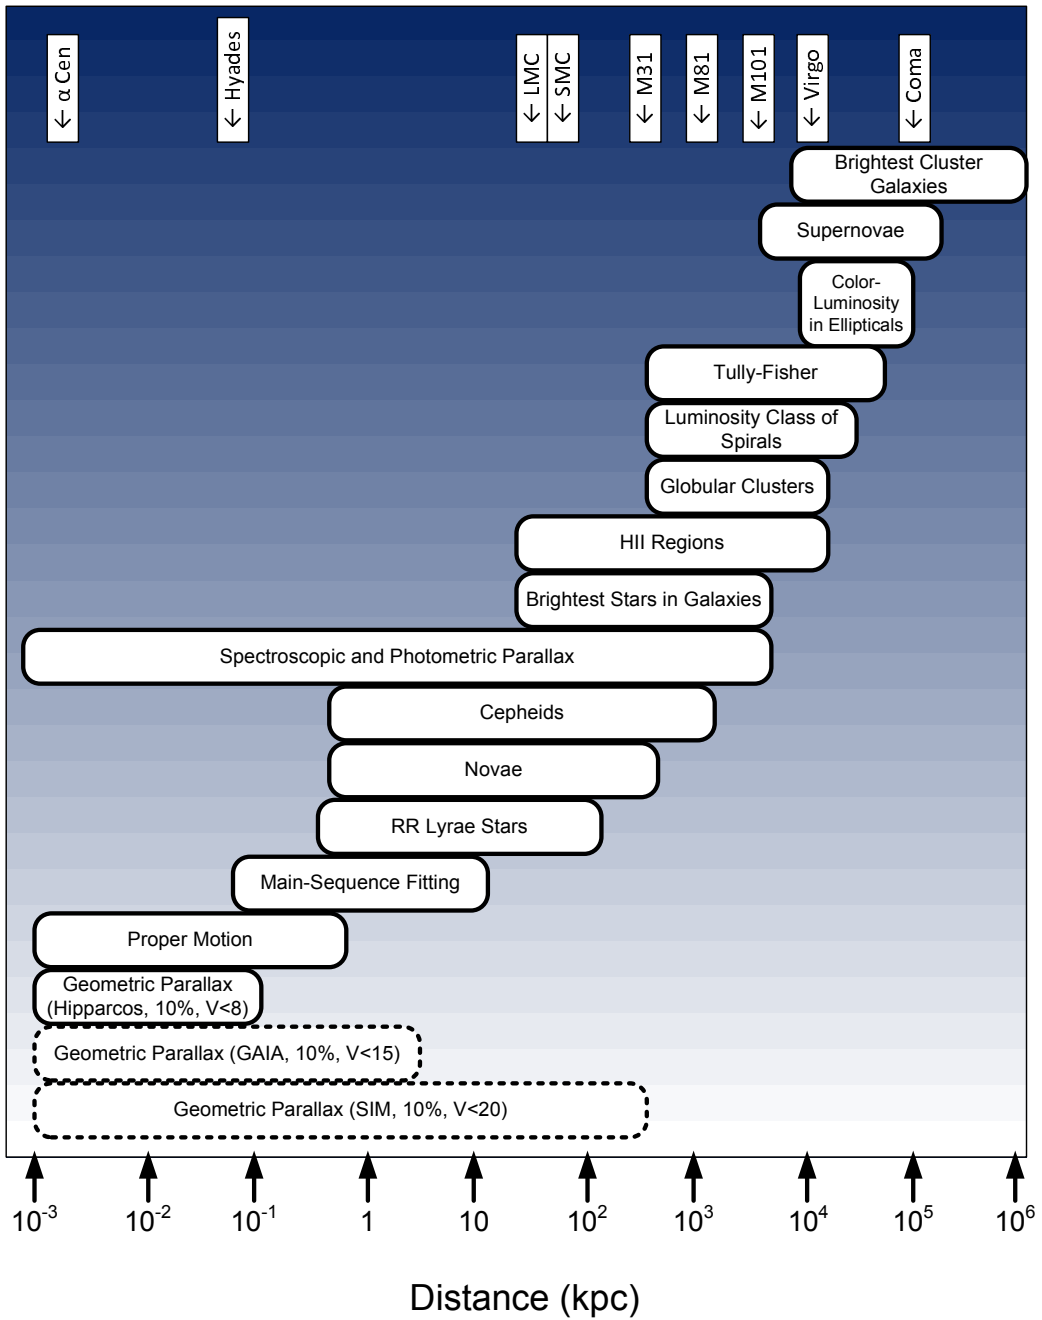 ← α Cen
← Hyades
← LMC
← SMC
← M31
← M81
← M101
← Virgo
← Coma
Brightest Cluster
Galaxies
Supernovae
Color-
Luminosity
in Ellipticals
Tully-Fisher
Luminosity Class of
Spirals
Globular Clusters
HII Regions
Brightest Stars in Galaxies
Spectroscopic and Photometric Parallax
Cepheids
Novae
RR Lyrae Stars
Main-Sequence Fitting
Proper Motion
Geometric Parallax
(Hipparcos, 10%, V<8)
Geometric Parallax (GAIA, 10%, V<15)
Geometric Parallax (SIM, 10%, V<20)
10⁻³ 10⁻² 10⁻¹ 1 10 10² 10³ 10⁴ 10⁵ 10⁶
Distance (kpc)